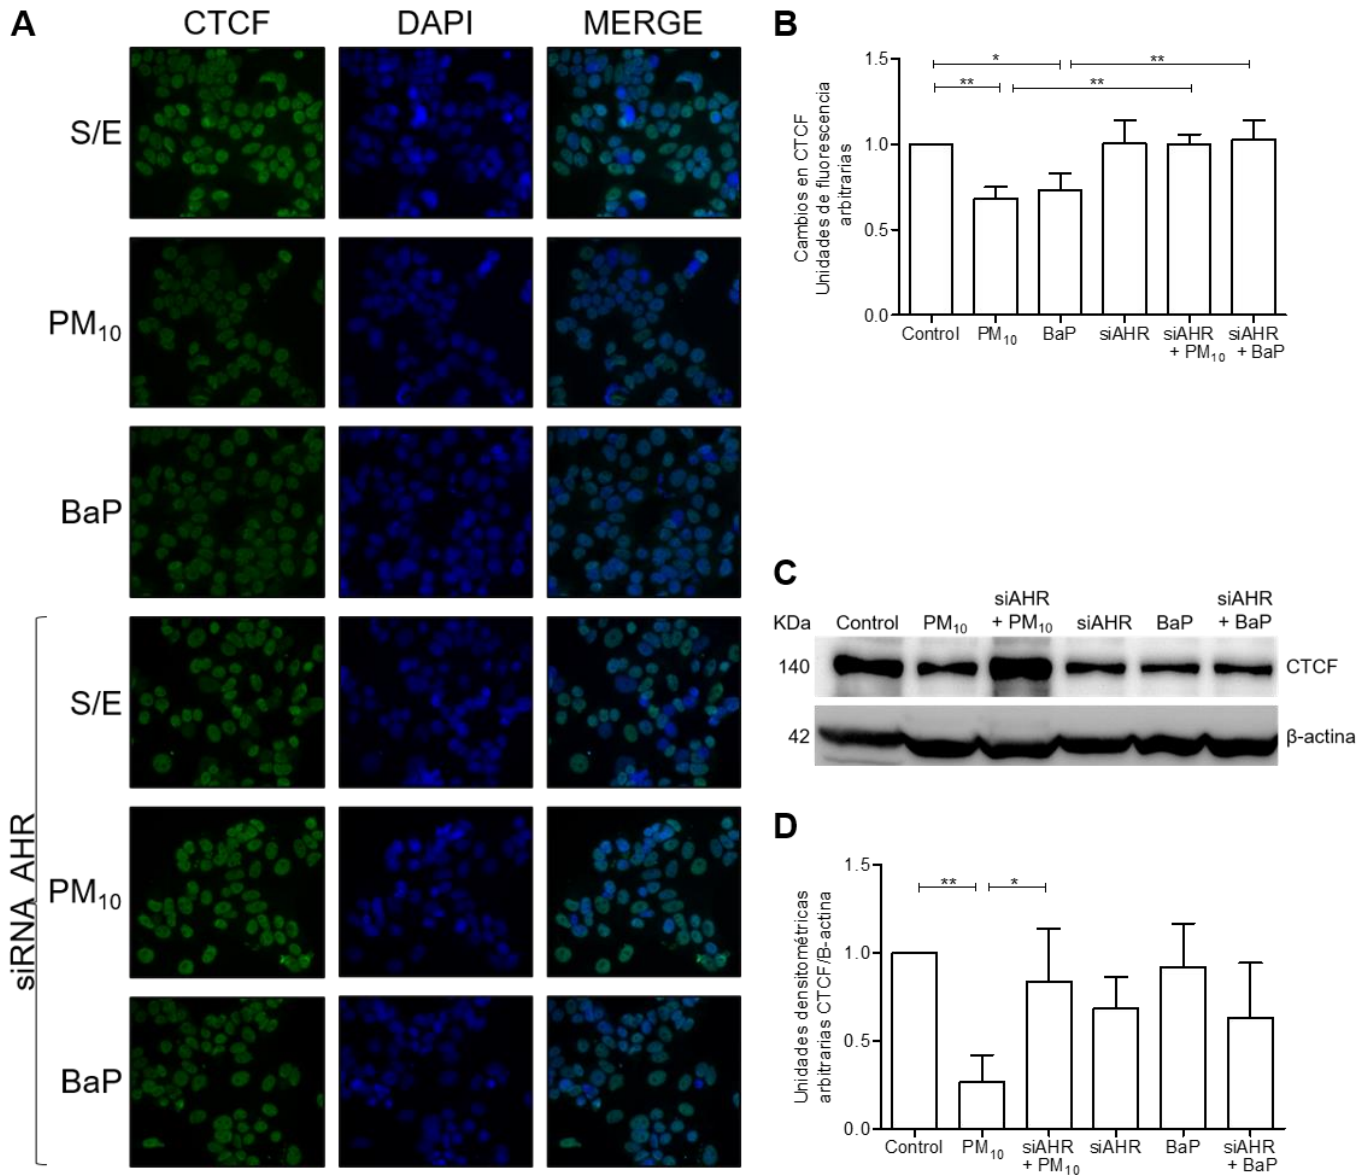 A
CTCF DAPI MERGE
S/E
PM10
BaP
S/E
PM10
BaP
siRNA AHR
B
Cambios en CTCF
Unidades de fluorescencia
arbitrarias
1.5
1.0
0.5
0.0
* **
** **
Control PM10 BaP siAHR siAHR + PM10 siAHR + BaP
C
KDa Control PM10 siAHR + PM10 siAHR BaP siAHR + BaP
140 CTCF
42 β-actina
D
Unidades densitométricas
arbitrarias CTCF/B-actina
1.5
1.0
0.5
0.0
** *
Control PM10 siAHR + PM10 siAHR BaP siAHR + BaP